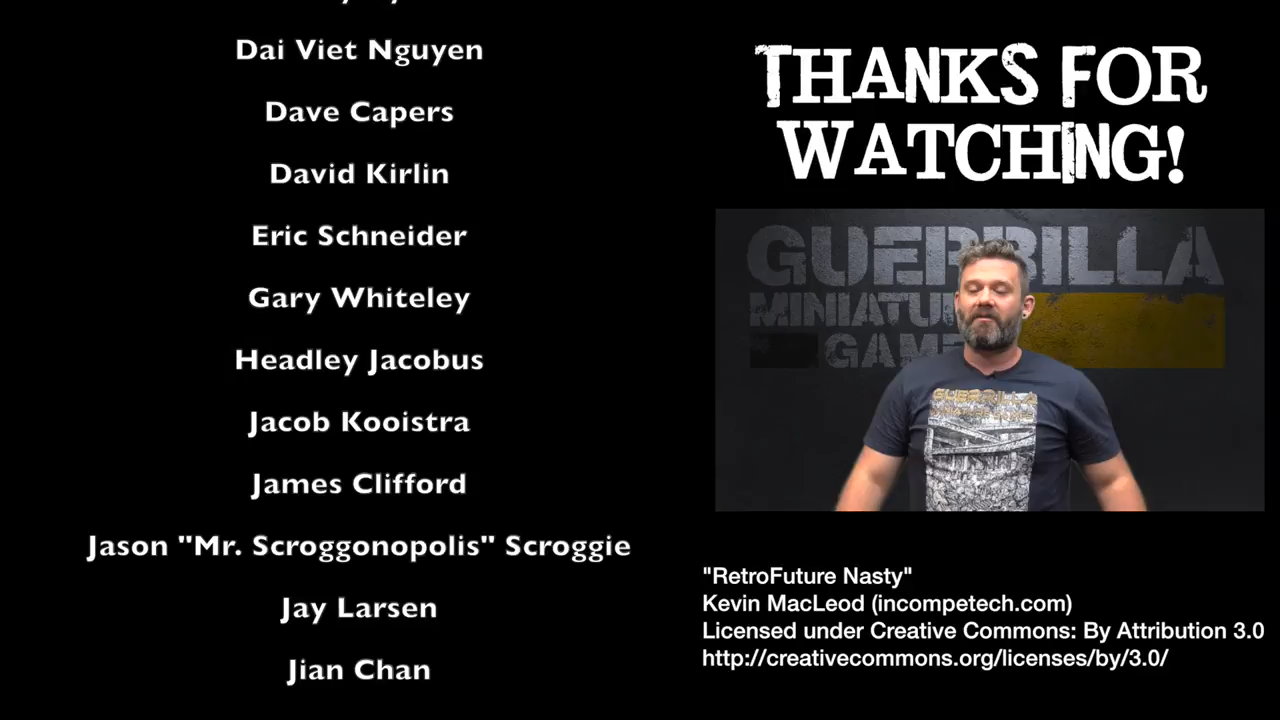 Dai Viet Nguyen
Dave Capers
David Kirlin
Eric Schneider
Gary Whiteley
Headley Jacobus
Jacob Kooistra
James Clifford
Jason "Mr. Scroggonopolis" Scroggie
Jay Larsen
Jian Chan
THANKS FOR
WATCHING!
GUERRILLA
GUERRILLA
"RetroFuture Nasty"
Kevin MacLeod (incompetech.com)
Licensed under Creative Commons: By Attribution 3.0
http://creativecommons.org/licenses/by/3.0/